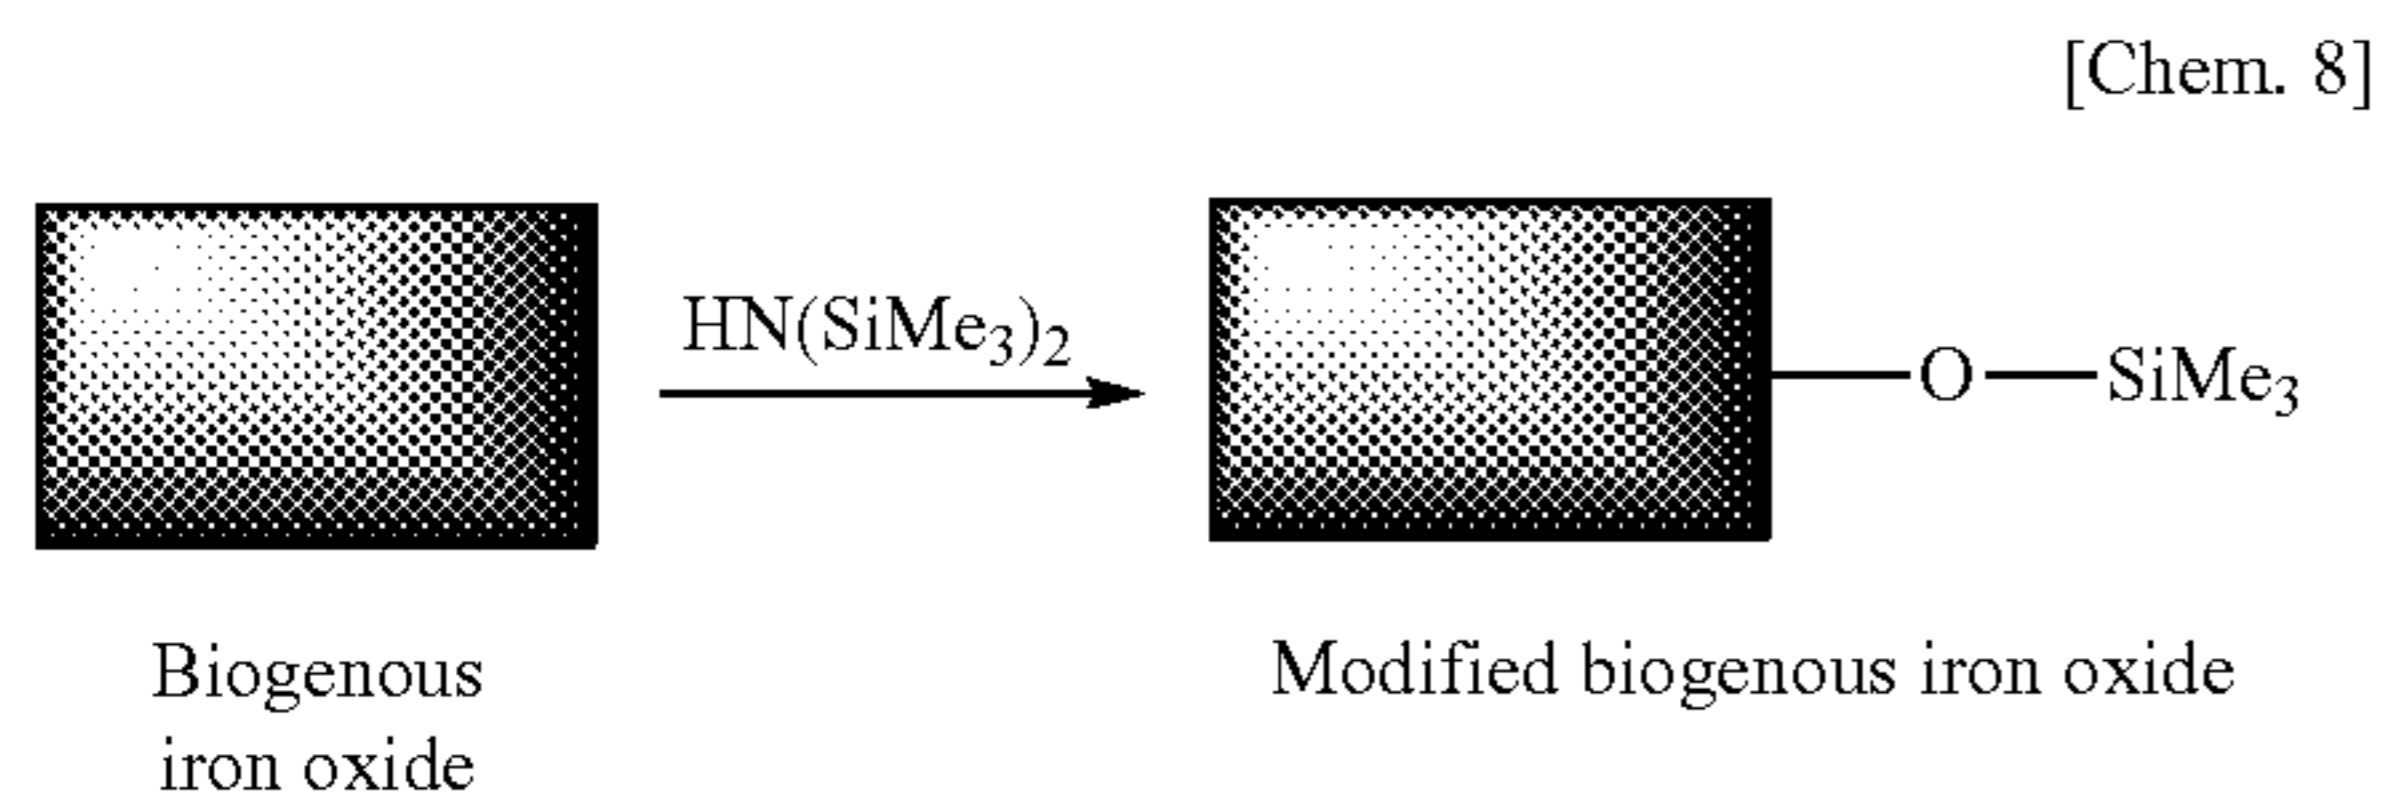 [Chem. 8]
HN(SiMe₃)₂
O
SiMe₃
Biogenous
iron oxide
Modified biogenous iron oxide